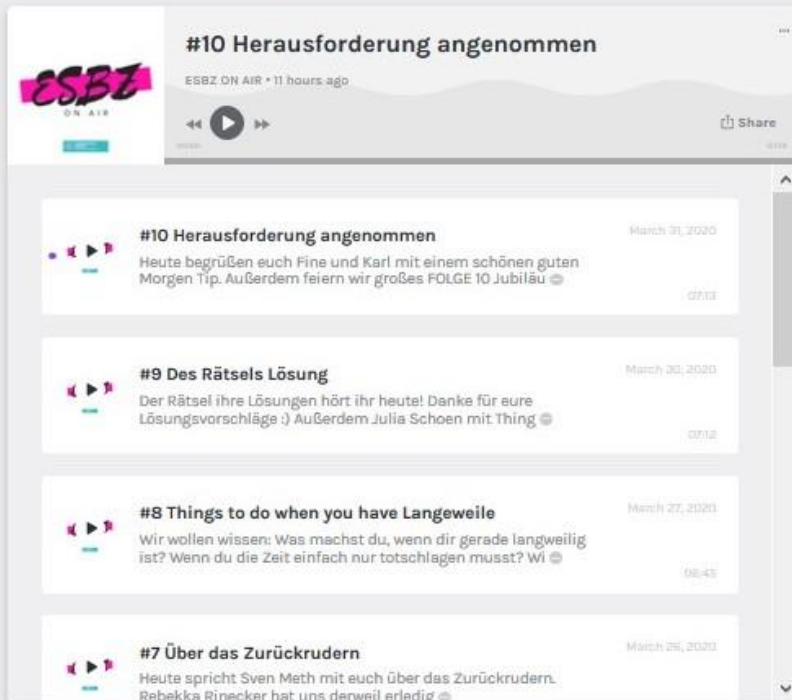 #10 Herausforderung angenommen
ESBZ ON AIR • 11 hours ago
ESBZ
ON AIR
Share
#10 Herausforderung angenommen
March 31, 2020
Heute begrüßen euch Fine und Karl mit einem schönen guten
Morgen Tip. Außerdem feiern wir großes FOLGE 10 Jubiläu
07:13
#9 Des Rätsels Lösung
March 30, 2020
Der Rätsel ihre Lösungen hört ihr heute! Danke für eure
Lösungsvorschläge :) Außerdem Julia Schoen mit Thing
07:12
#8 Things to do when you have Langeweile
March 27, 2020
Wir wollen wissen: Was machst du, wenn dir gerade langweilig
ist? Wenn du die Zeit einfach nur totschlagen musst? Wi
06:45
#7 Über das Zurückrudern
March 26, 2020
Heute spricht Sven Meth mit euch über das Zurückrudern.
Rebekka Rinecker hat uns derweil erledig